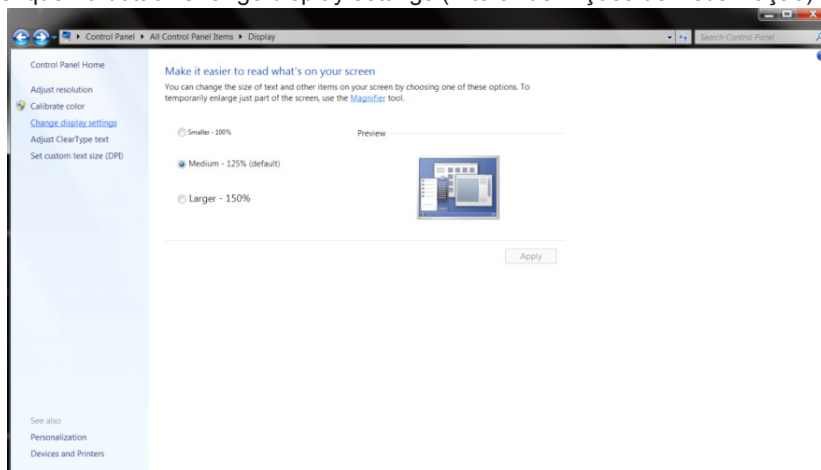 Change display settings
Control Panel ▸ All Control Panel Items ▸ Display
Search Control Panel
Control Panel Home
Adjust resolution
Calibrate color
Change display settings
Adjust ClearType text
Set custom text size (DPI)
Make it easier to read what's on your screen
You can change the size of text and other items on your screen by choosing one of these options. To
temporarily enlarge just part of the screen, use the Magnifier tool.
Smaller - 100%
Preview
Medium - 125% (default)
Larger - 150%
Apply
See also
Personalization
Devices and Printers